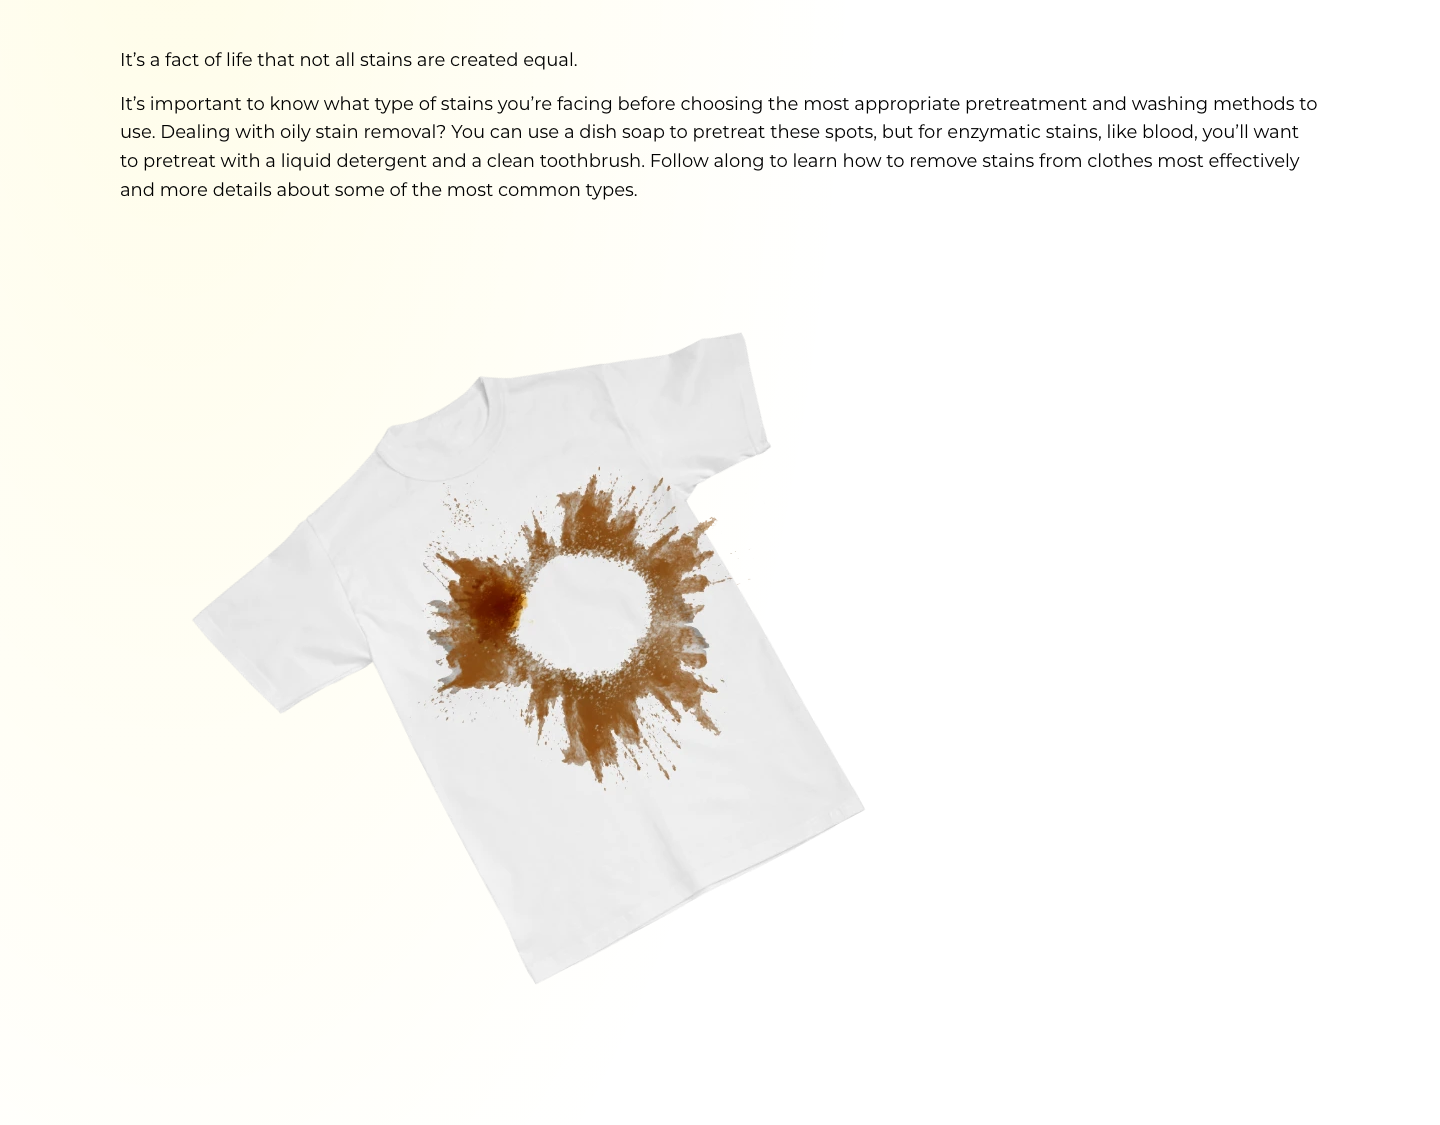 It’s a fact of life that not all stains are created equal.
It’s important to know what type of stains you’re facing before choosing the most appropriate pretreatment and washing methods to
use. Dealing with oily stain removal? You can use a dish soap to pretreat these spots, but for enzymatic stains, like blood, you’ll want
to pretreat with a liquid detergent and a clean toothbrush. Follow along to learn how to remove stains from clothes most effectively
and more details about some of the most common types.